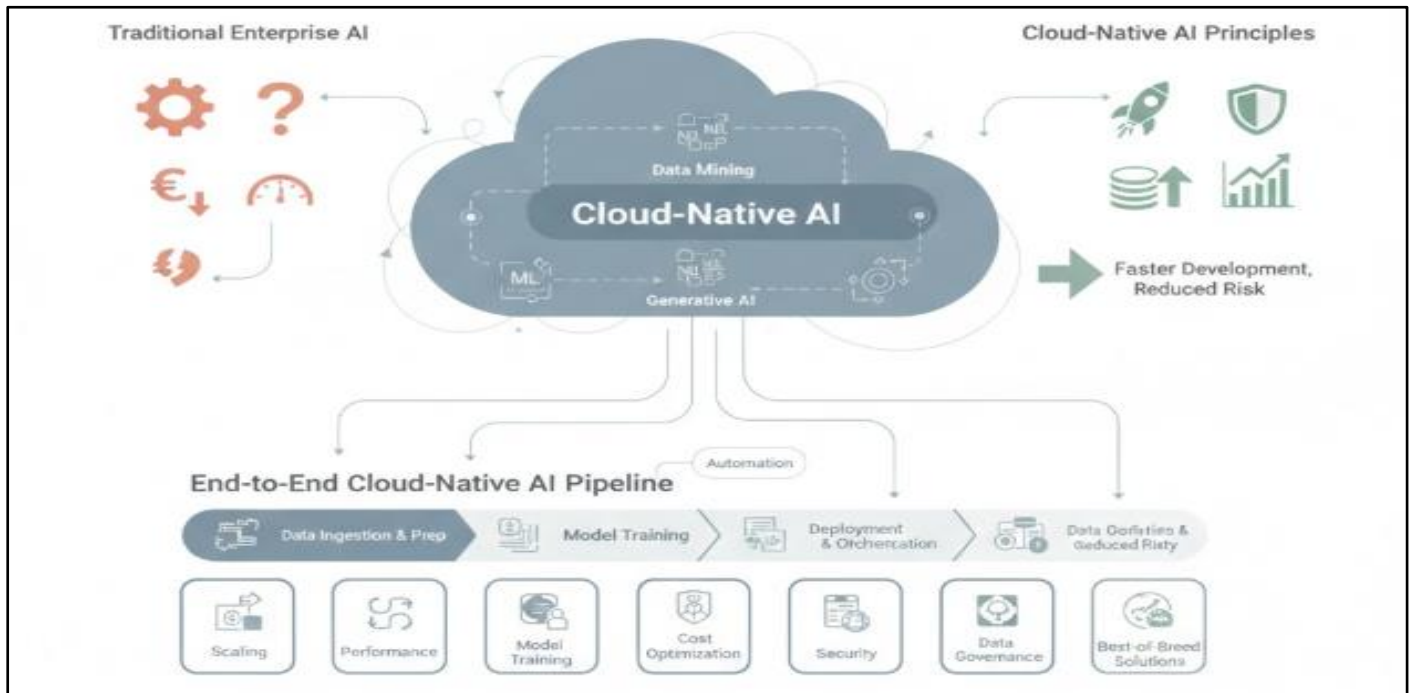 Traditional Enterprise AI
Cloud-Native AI Principles
Data Mining
Cloud-Native AI
ML
Generative AI
Faster Development,
Reduced Risk
Automation
End-to-End Cloud-Native AI Pipeline
Data Ingestion & Prep
Model Training
Deployment
& Orchercation
Data Gorlsties &
Geduced Risty
Scaling
Performance
Model
Training
Cost
Optimization
Security
Data
Governance
Best-of-Breed
Solutions